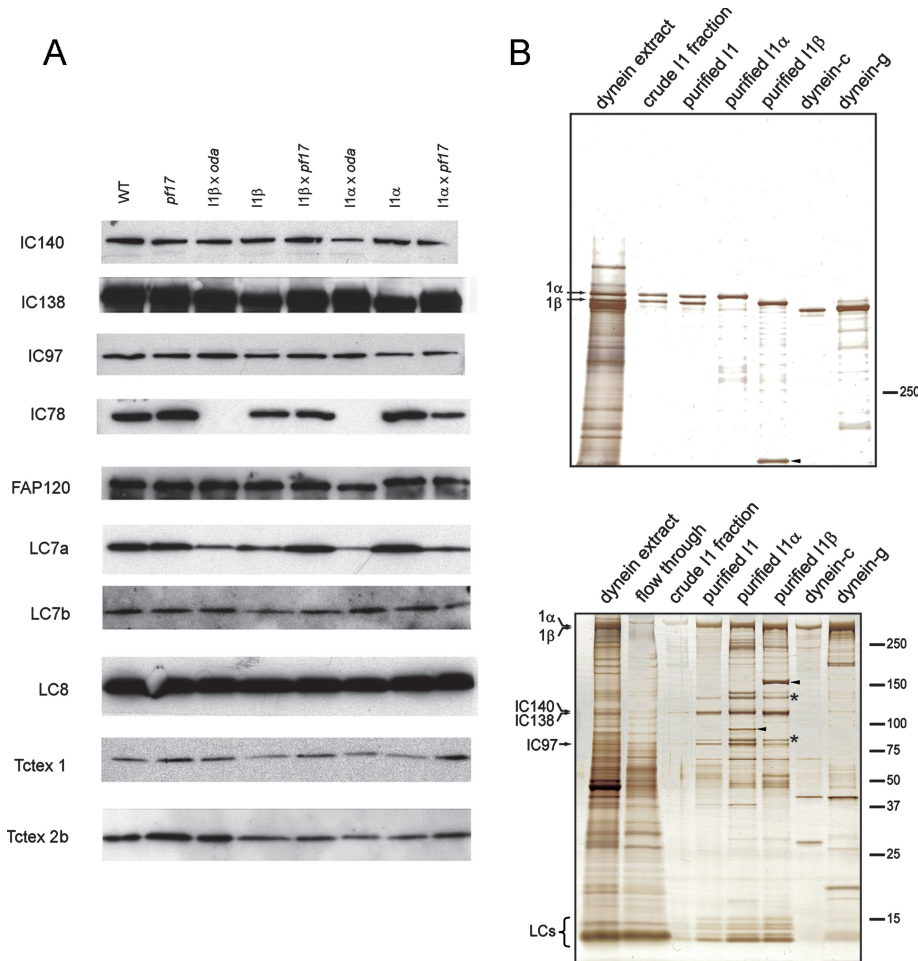 A
WT
pf17
I1β x oda
I1β
I1β x pf17
I1α x oda
I1α
I1α x pf17
IC140
IC138
IC97
IC78
FAP120
LC7a
LC7b
LC8
Tctex 1
Tctex 2b
B
dynein extract
crude I1 fraction
purified I1
purified I1α
purified I1β
dynein-c
dynein-g
1α
1β
250
dynein extract
flow through
crude I1 fraction
purified I1
purified I1α
purified I1β
dynein-c
dynein-g
1α
1β
IC140
IC138
IC97
LCs
*
*
250
150
100
75
50
37
25
15